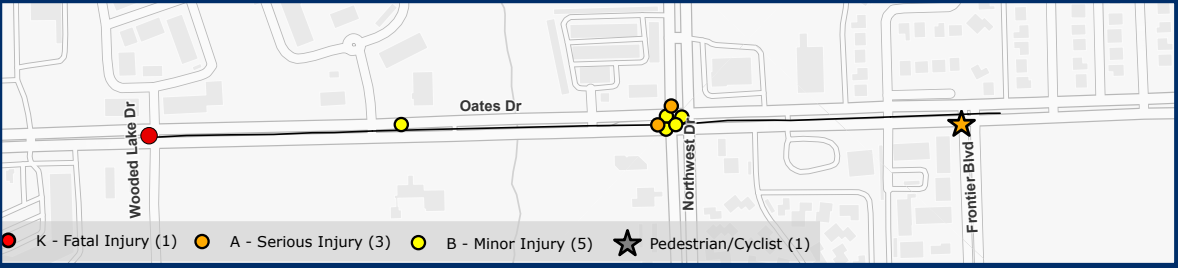 Oates Dr
Wooded Lake Dr
Northwest Dr
Frontier Blvd
K - Fatal Injury (1)
A - Serious Injury (3)
B - Minor Injury (5)
Pedestrian/Cyclist (1)